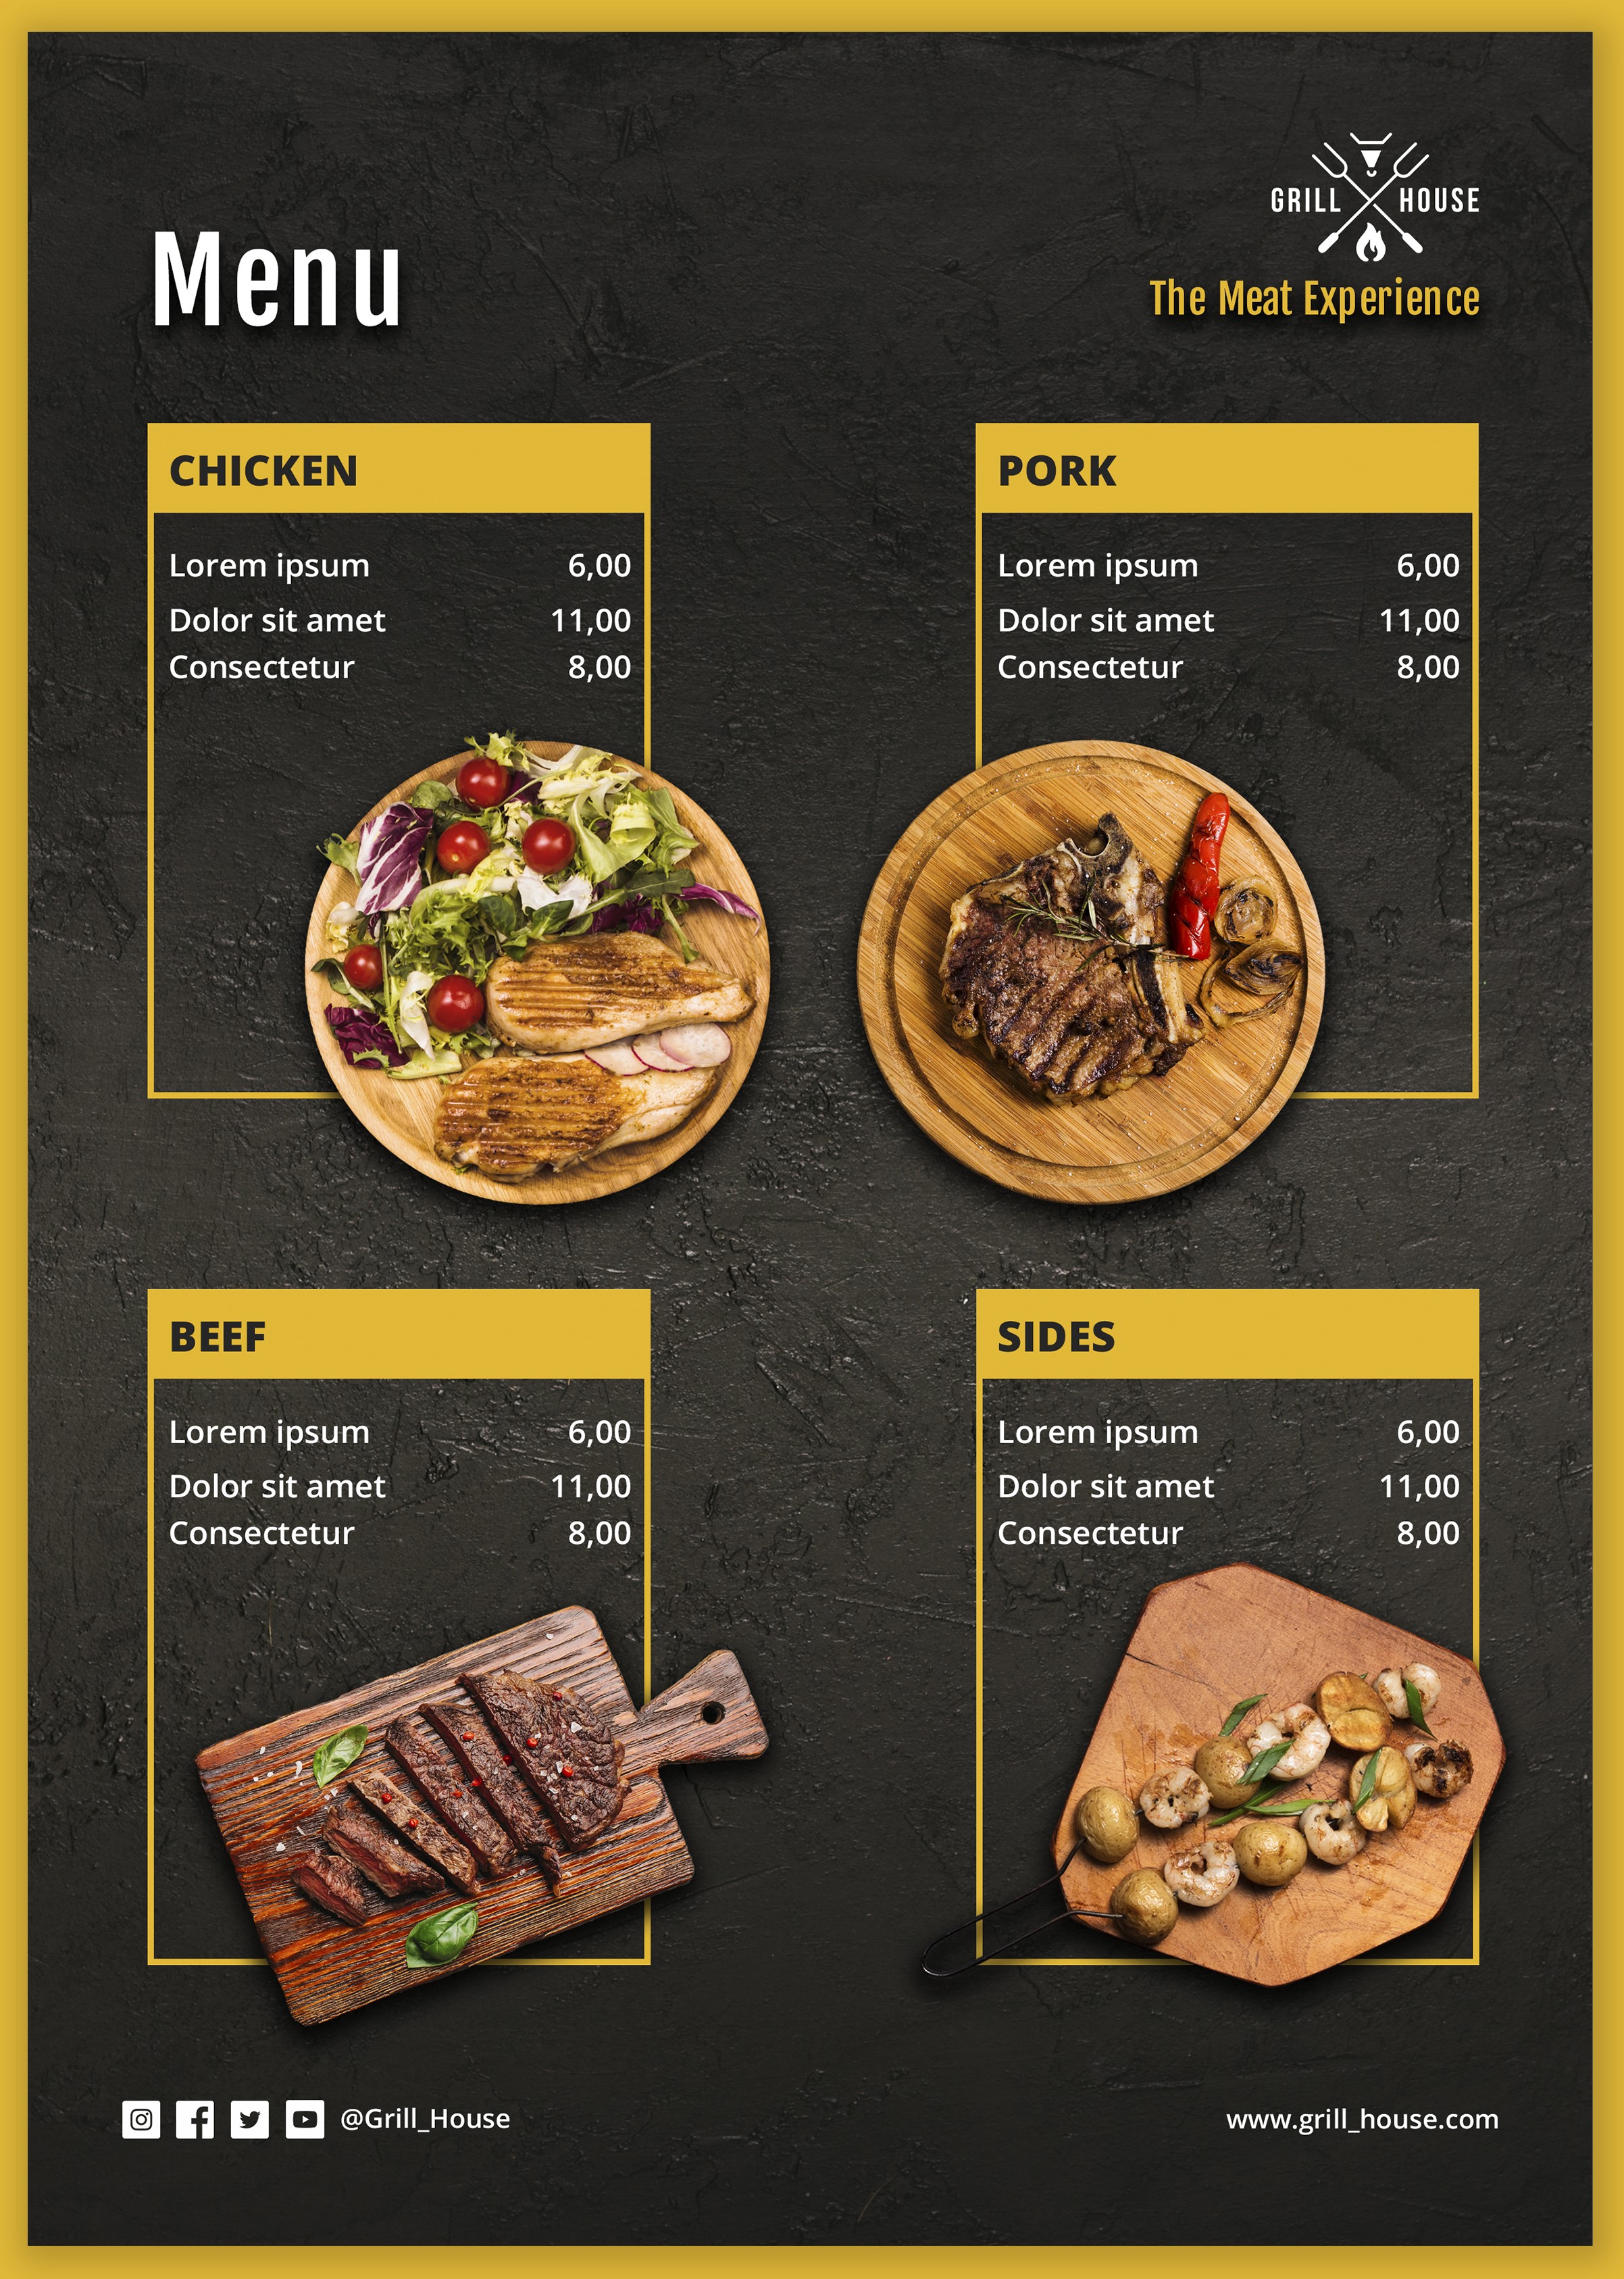 GRILL HOUSE
Menu
The Meat Experience
CHICKEN
Lorem ipsum 6,00
Dolor sit amet 11,00
Consectetur 8,00
PORK
Lorem ipsum 6,00
Dolor sit amet 11,00
Consectetur 8,00
BEEF
Lorem ipsum 6,00
Dolor sit amet 11,00
Consectetur 8,00
SIDES
Lorem ipsum 6,00
Dolor sit amet 11,00
Consectetur 8,00
@Grill_House
www.grill_house.com